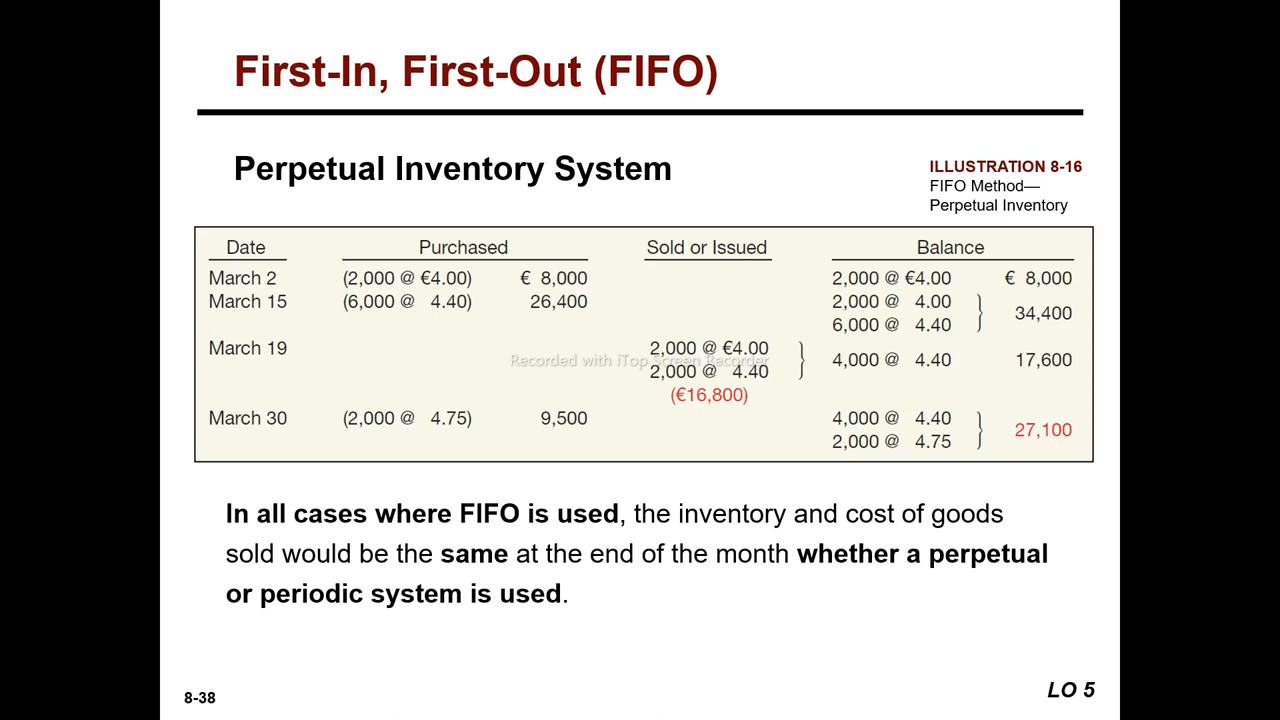 First-In, First-Out (FIFO)
Perpetual Inventory System
ILLUSTRATION 8-16
FIFO Method—
Perpetual Inventory
Date Purchased Sold or Issued Balance
March 2 (2,000 @ €4.00) € 8,000 2,000 @ €4.00 € 8,000
March 15 (6,000 @ 4.40) 26,400 2,000 @ 4.00
34,400
6,000 @ 4.40
March 19 2,000 @ €4.00
Recorded with iTop Screen Recorder
4,000 @ 4.40 17,600
2,000 @ 4.40
(€16,800)
March 30 (2,000 @ 4.75) 9,500 4,000 @ 4.40
27,100
2,000 @ 4.75
In all cases where FIFO is used, the inventory and cost of goods
sold would be the same at the end of the month whether a perpetual
or periodic system is used.
LO 5
8-38